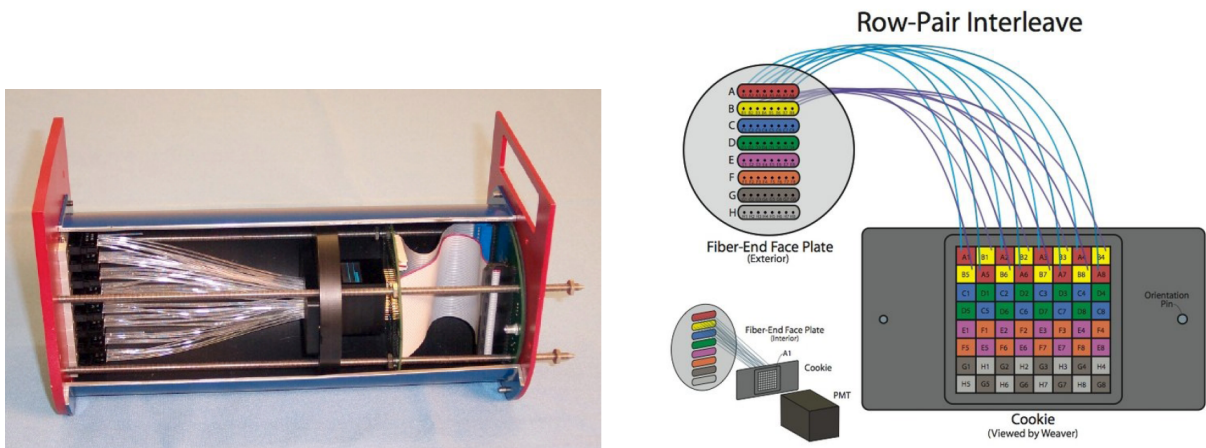 Row-Pair Interleave
A
B
C
D
E
F
G
H
Fiber-End Face Plate
(Exterior)
A1 B1 A2 B2 A3 B3 A4 B4
B5 A5 B6 A6 B7 A7 B8 A8
C1 D1 C2 D2 C3 D3 C4 D4
D5 C5 D6 C6 D7 C7 D8 C8
E1 F1 E2 F2 E3 F3 E4 F4
F5 E5 F6 E6 F7 E7 F8 E8
G1 H1 G2 H2 G3 H3 G4 H4
H5 G5 H6 G6 H7 G7 H8 G8
Orientation
Pin
Cookie
(Viewed by Weaver)
Fiber-End Face Plate
(Interior)
A1
Cookie
PMT